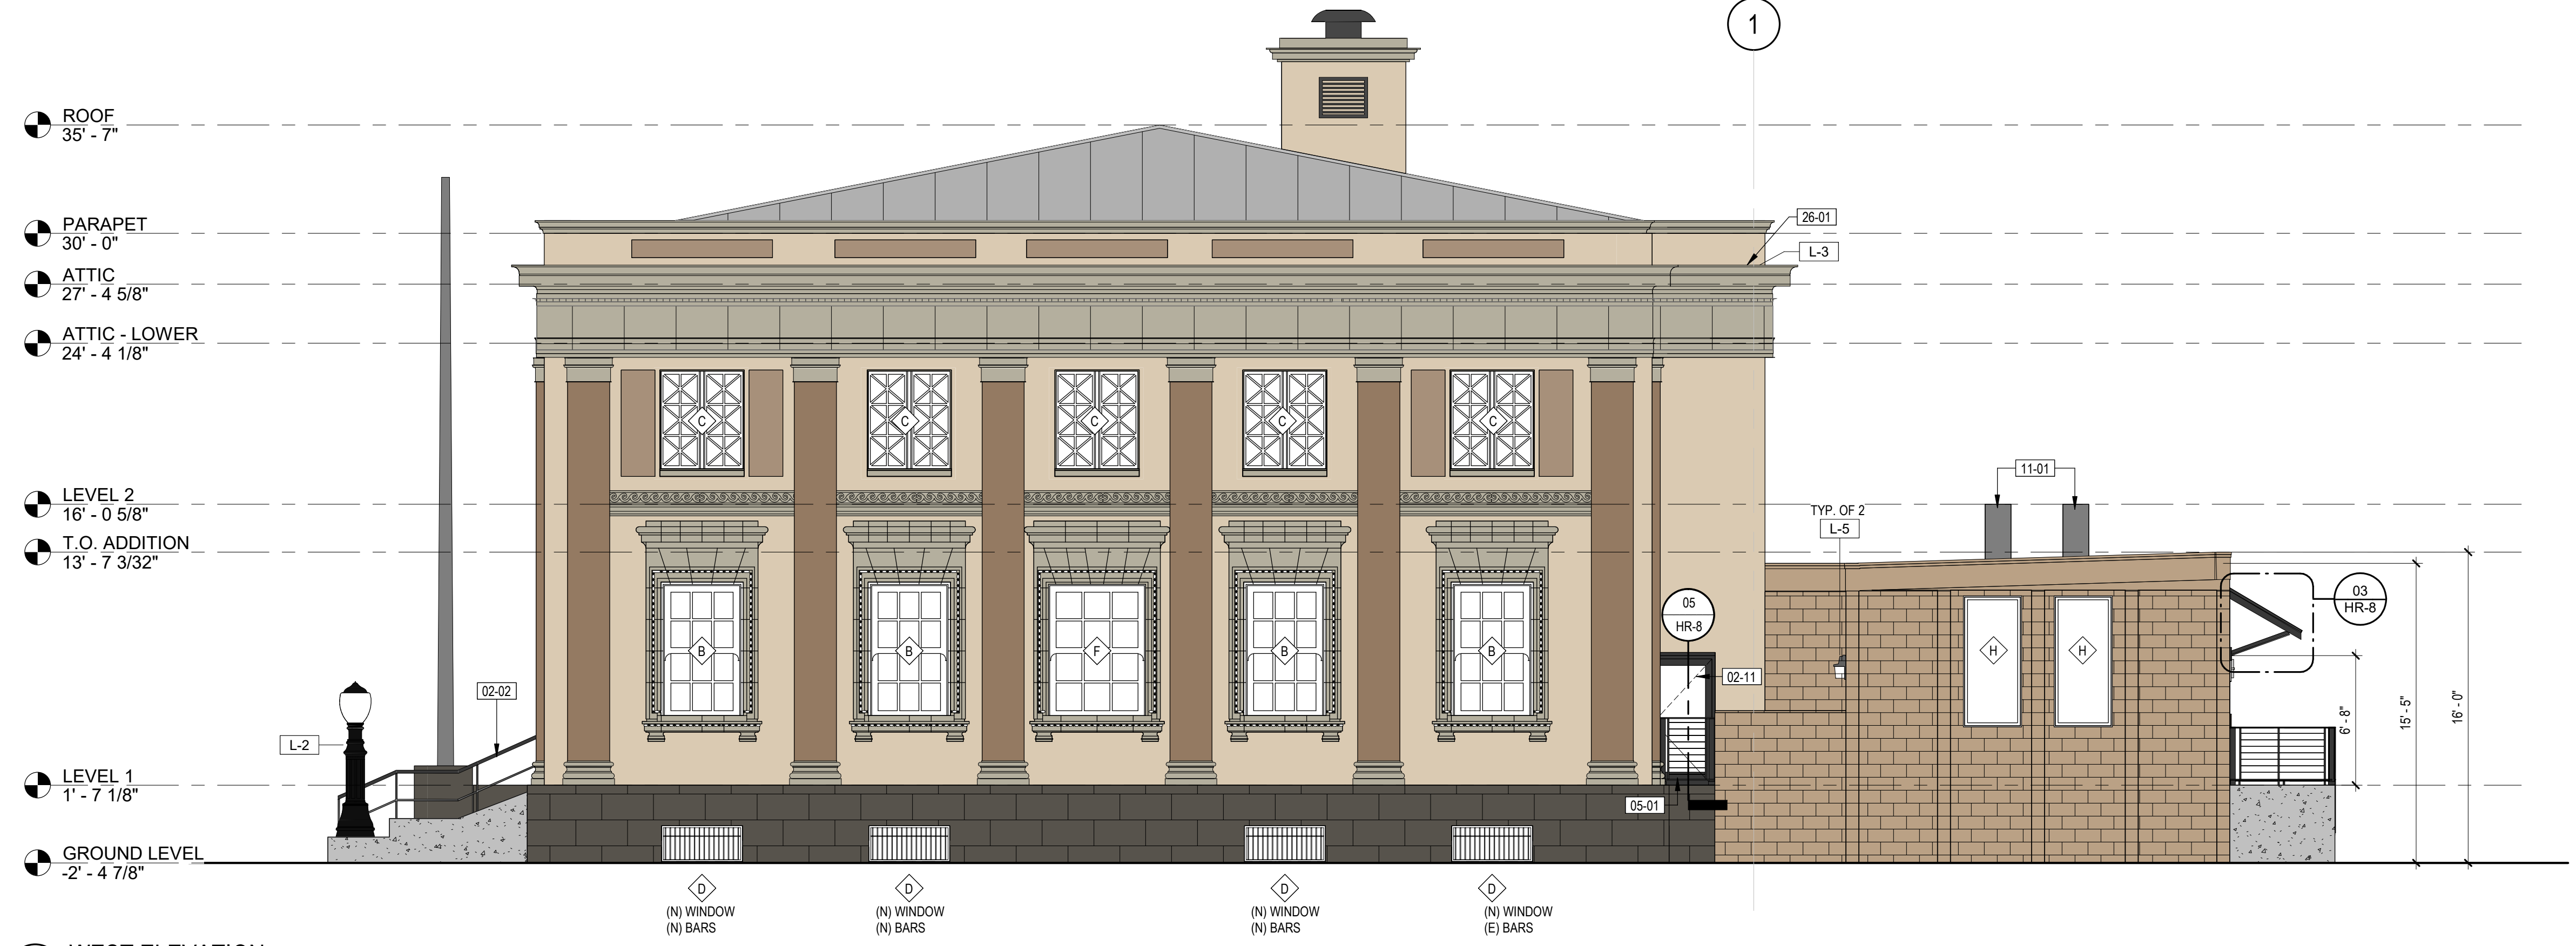 1
ROOF
35' - 7"
PARAPET
30' - 0"
26-01
L-3
ATTIC
27' - 4 5/8"
ATTIC - LOWER
24' - 4 1/8"
C
C
C
C
C
11-01
LEVEL 2
16' - 0 5/8"
TYP. OF 2
L-5
T.O. ADDITION
13' - 7 3/32"
05
HR-8
03
HR-8
B
B
F
B
B
H
H
02-11
02-02
L-2
6' - 8"
15' - 5"
16' - 0"
LEVEL 1
1' - 7 1/8"
05-01
GROUND LEVEL
-2' - 4 7/8"
D
(N) WINDOW
(N) BARS
D
(N) WINDOW
(N) BARS
D
(N) WINDOW
(N) BARS
D
(N) WINDOW
(E) BARS
WEST ELEVATION